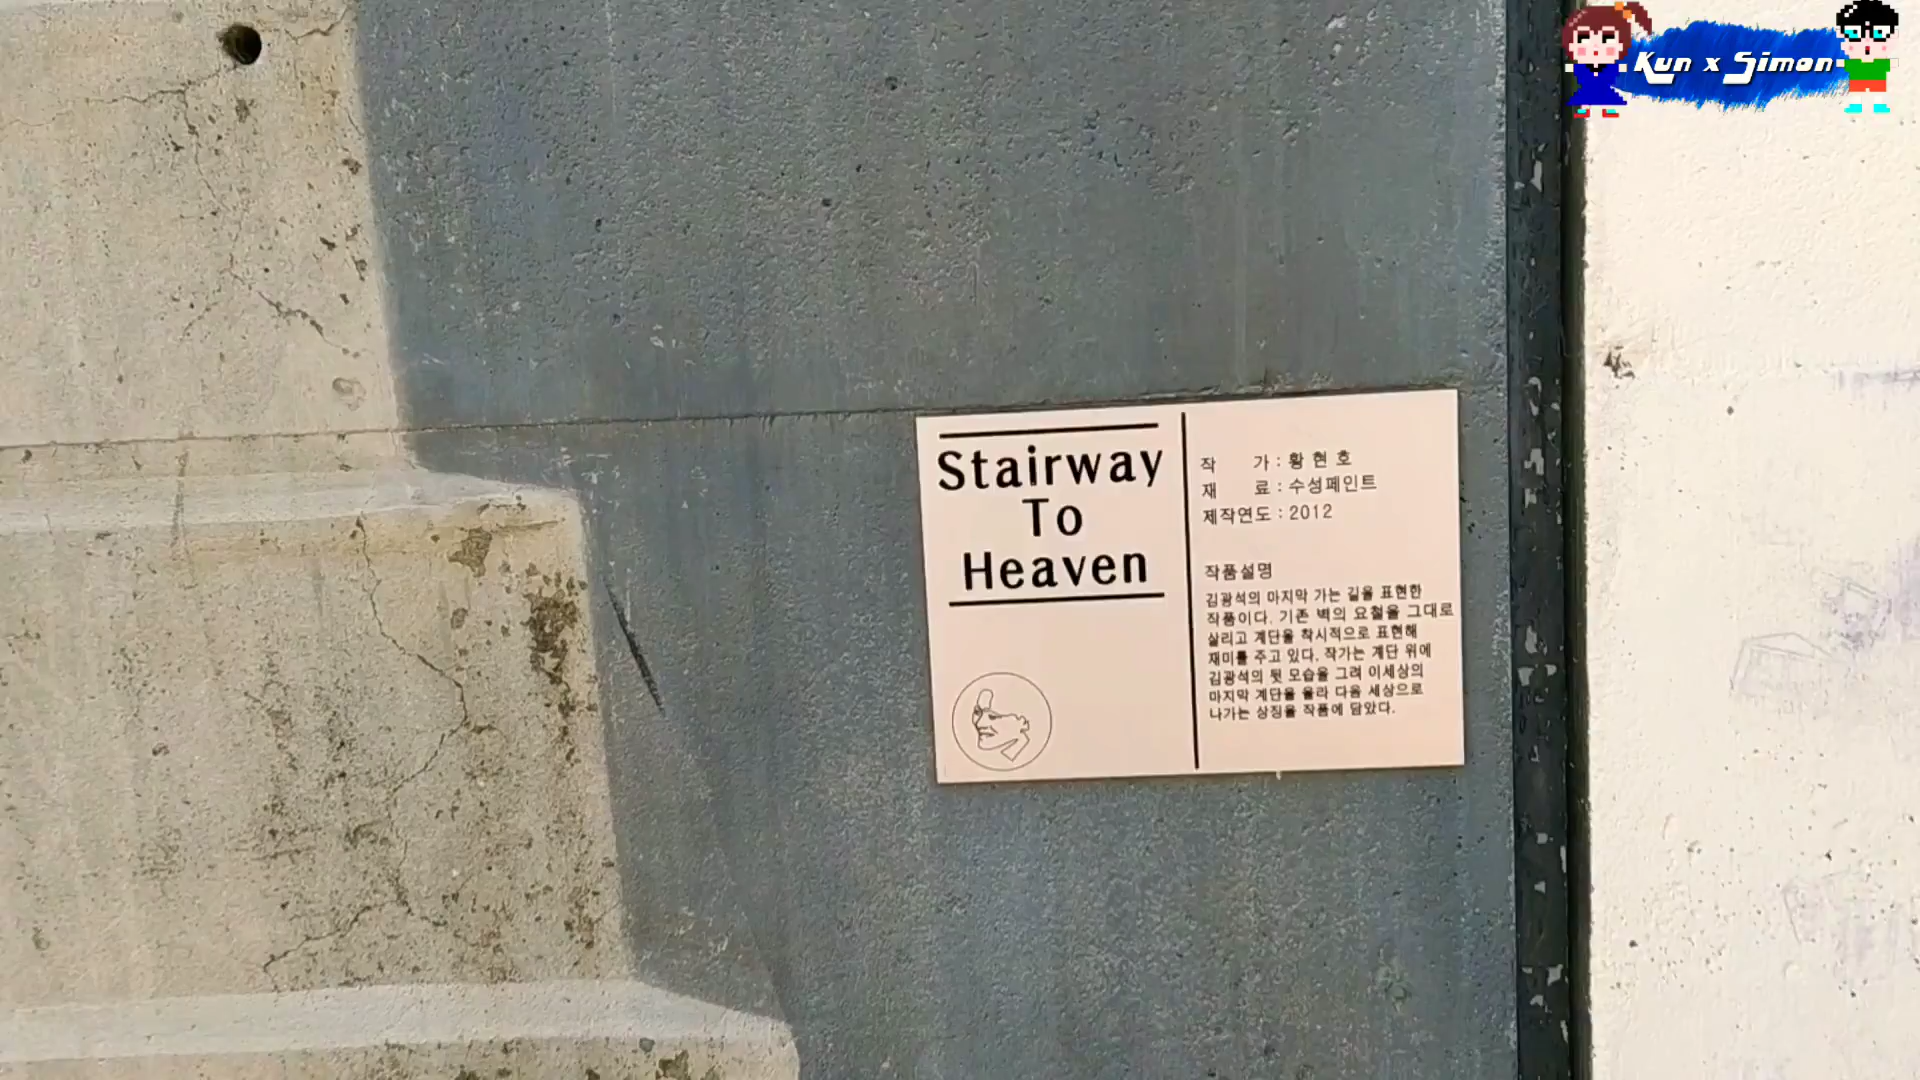 Kun x Simon
Stairway
To
Heaven
작 가 : 황 현 호
재 료 : 수성페인트
제작연도 : 2012
작품설명
김광석의 마지막 가는 길을 표현한
작품이다. 기존 벽의 요철을 그대로
살리고 계단을 착시적으로 표현해
재미를 주고 있다. 작가는 계단 위에
김광석의 뒷 모습을 그려 이세상의
마지막 계단을 올라 다음 세상으로
나가는 상징을 작품에 담았다.